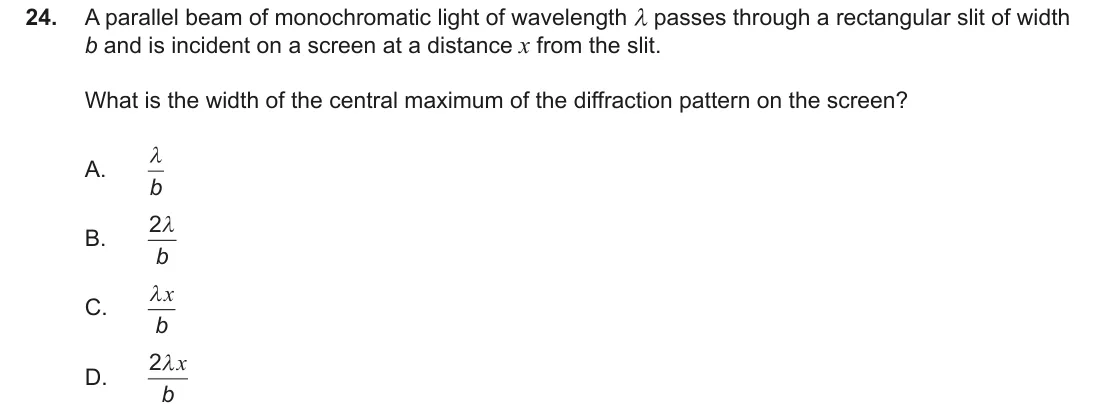 24. A parallel beam of monochromatic light of wavelength λ passes through a rectangular slit of width
b and is incident on a screen at a distance x from the slit.
What is the width of the central maximum of the diffraction pattern on the screen?
A. λ/b
B. 2λ/b
C. λx/b
D. 2λx/b